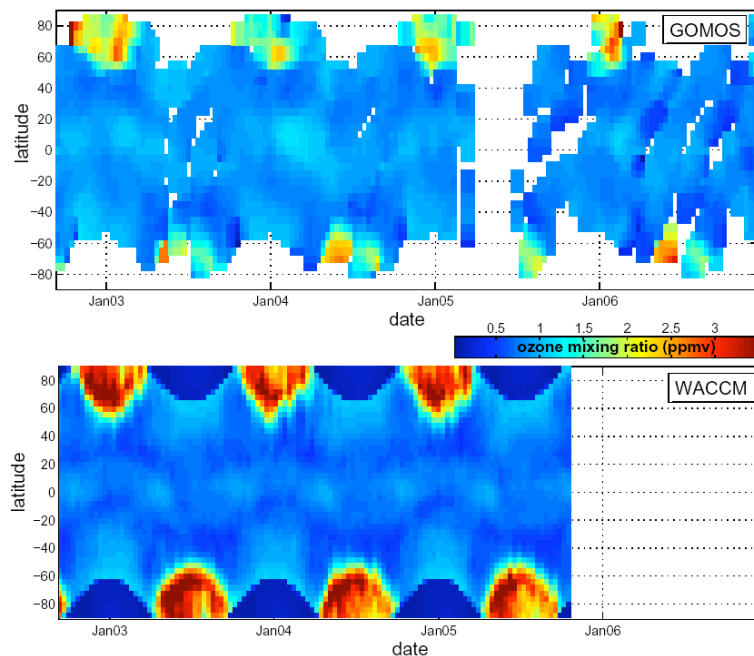 GOMOS
80
60
40
20
0
−20
−40
−60
−80
latitude
Jan03 Jan04 Jan05 Jan06
date
0.5 1 1.5 2 2.5 3
ozone mixing ratio (ppmv)
WACCM
80
60
40
20
0
−20
−40
−60
−80
latitude
Jan03 Jan04 Jan05 Jan06
date